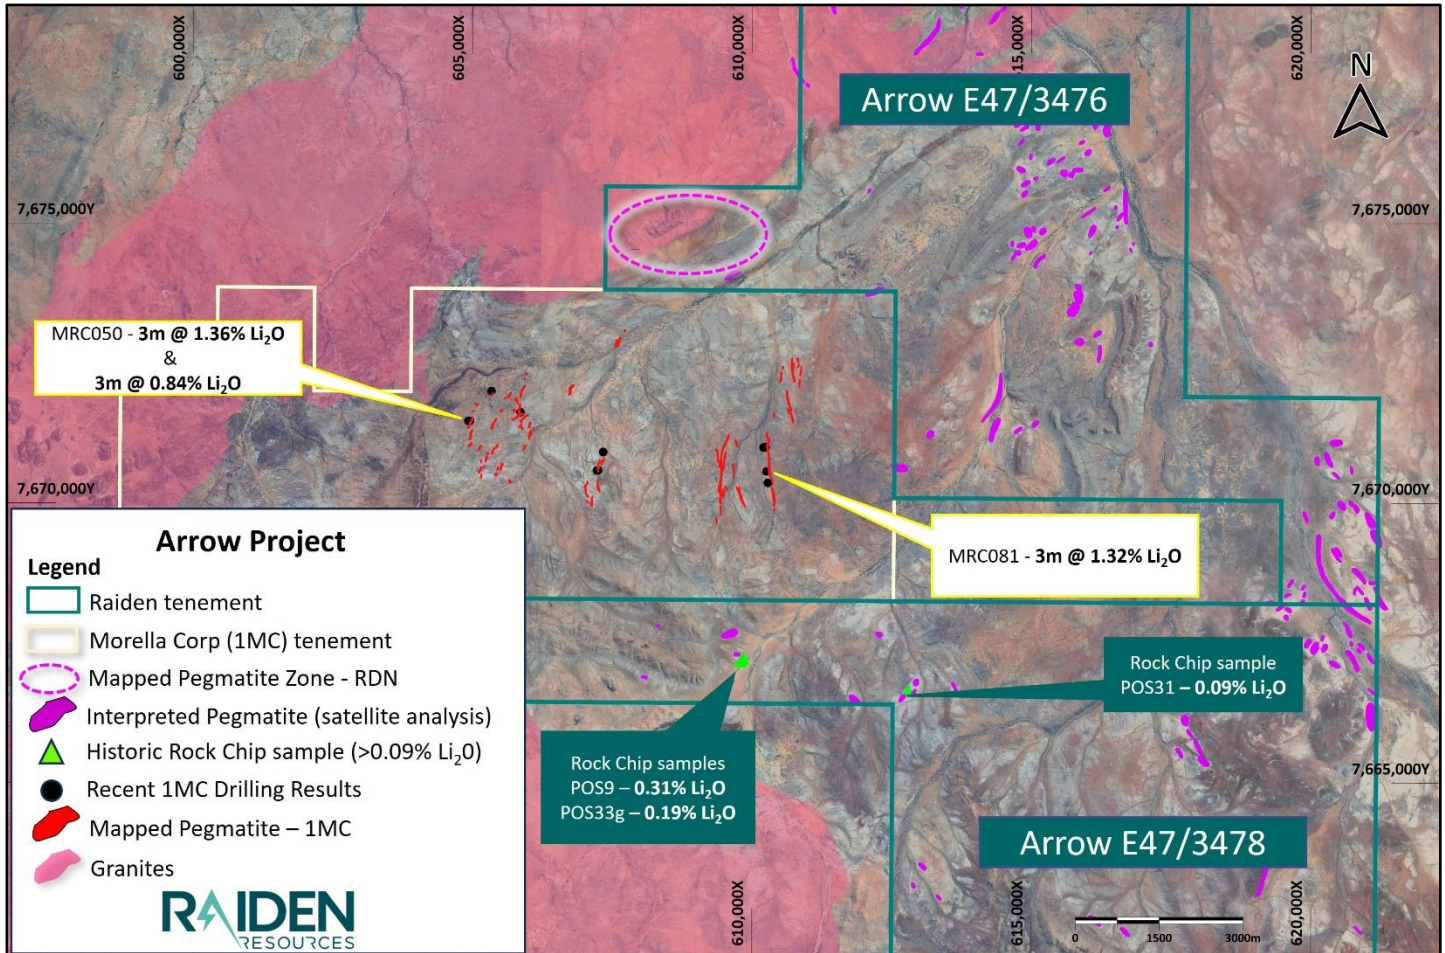 600,000X
605,000X
610,000X
615,000X
620,000X
Arrow E47/3476
N
7,675,000Y
7,675,000Y
MRC050 - 3m @ 1.36% Li₂O
&
3m @ 0.84% Li₂O
7,670,000Y
7,670,000Y
MRC081 - 3m @ 1.32% Li₂O
Arrow Project
Legend
Raiden tenement
Morella Corp (1MC) tenement
Mapped Pegmatite Zone - RDN
Interpreted Pegmatite (satellite analysis)
Historic Rock Chip sample (>0.09% Li₂0)
Recent 1MC Drilling Results
Mapped Pegmatite – 1MC
Granites
RAIDEN
RESOURCES
Rock Chip sample
POS31 – 0.09% Li₂O
Rock Chip samples
POS9 – 0.31% Li₂O
POS33g – 0.19% Li₂O
7,665,000Y
7,665,000Y
Arrow E47/3478
610,000X
615,000X
620,000X
0 1500 3000m